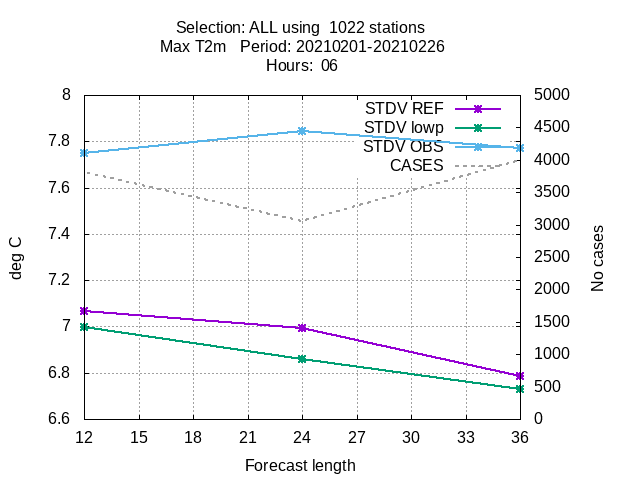 Selection: ALL using  1022 stations
Max T2m   Period: 20210201-20210226
Hours:  06
STDV REF
STDV lowp
STDV OBS
CASES
deg C
8
7.8
7.6
7.4
7.2
7
6.8
6.6
5000
4500
4000
3500
3000
2500
2000
1500
1000
500
0
No cases
12 15 18 21 24 27 30 33 36
Forecast length